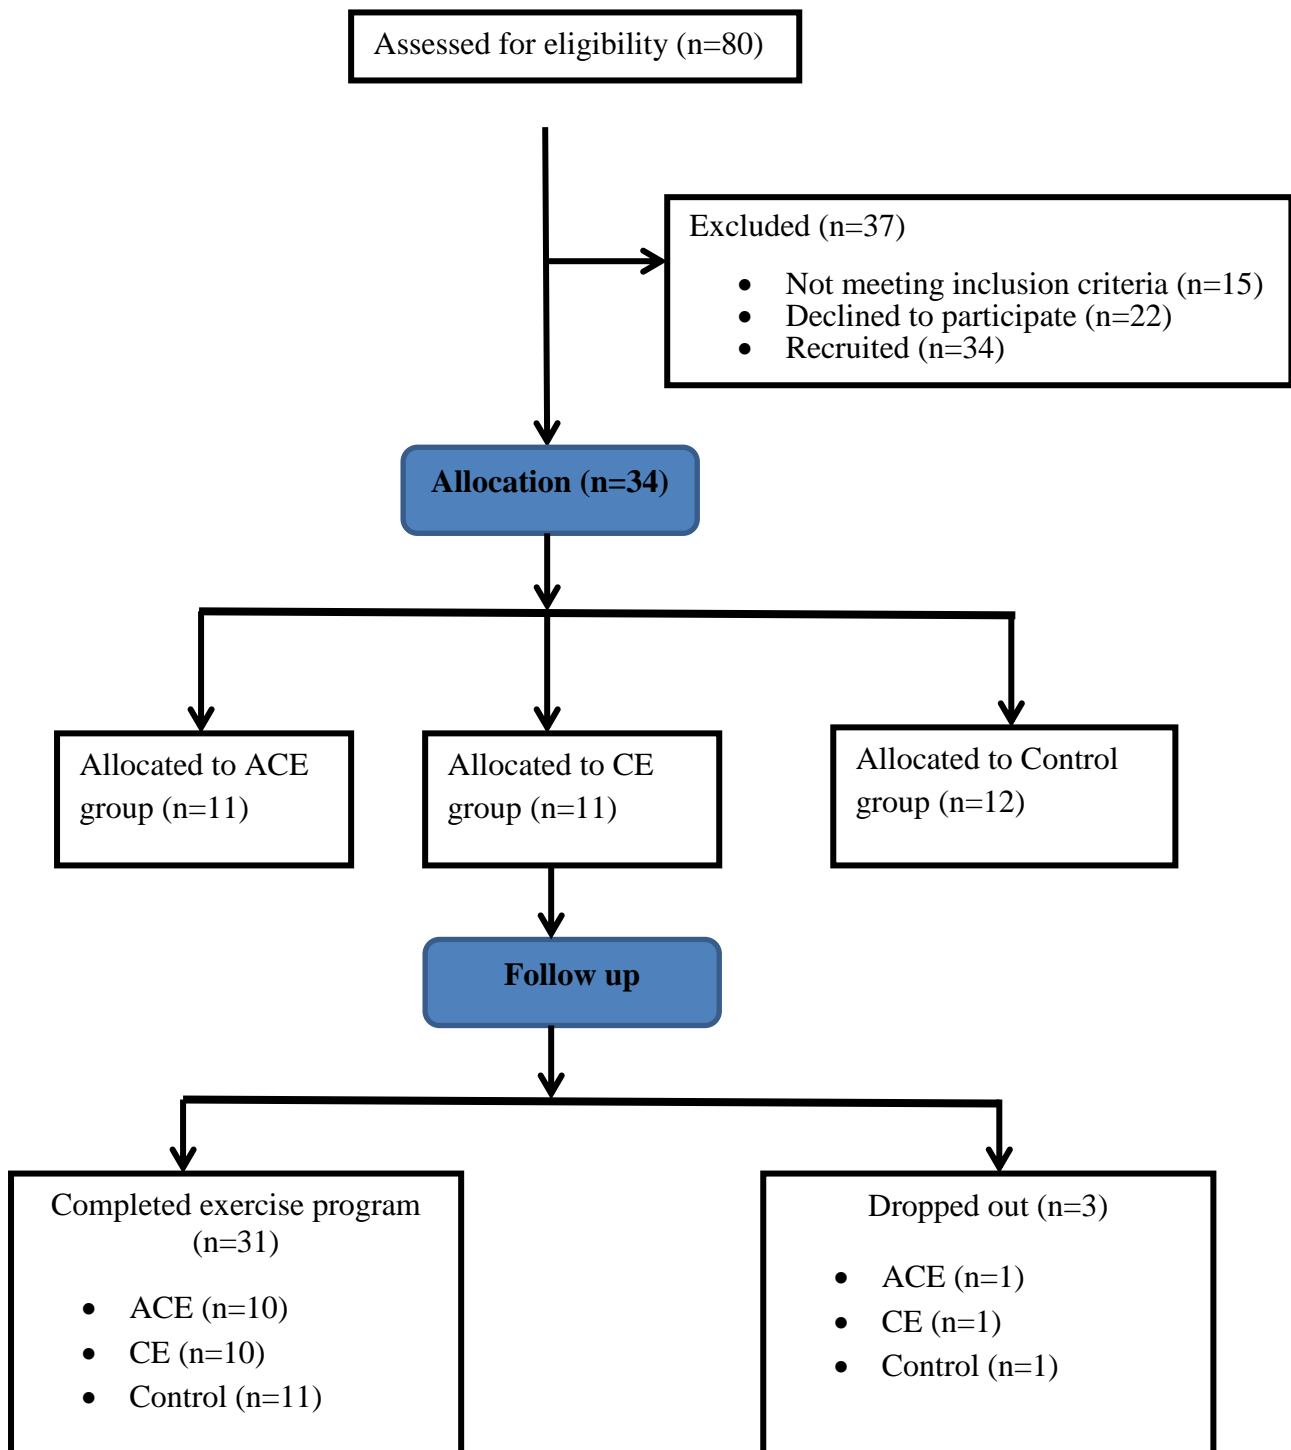 Assessed for eligibility (n=80)
Excluded (n=37)
• Not meeting inclusion criteria (n=15)
• Declined to participate (n=22)
• Recruited (n=34)
Allocation (n=34)
Allocated to ACE
group (n=11)
Allocated to CE
group (n=11)
Allocated to Control
group (n=12)
Follow up
Completed exercise program
(n=31)
• ACE (n=10)
• CE (n=10)
• Control (n=11)
Dropped out (n=3)
• ACE (n=1)
• CE (n=1)
• Control (n=1)